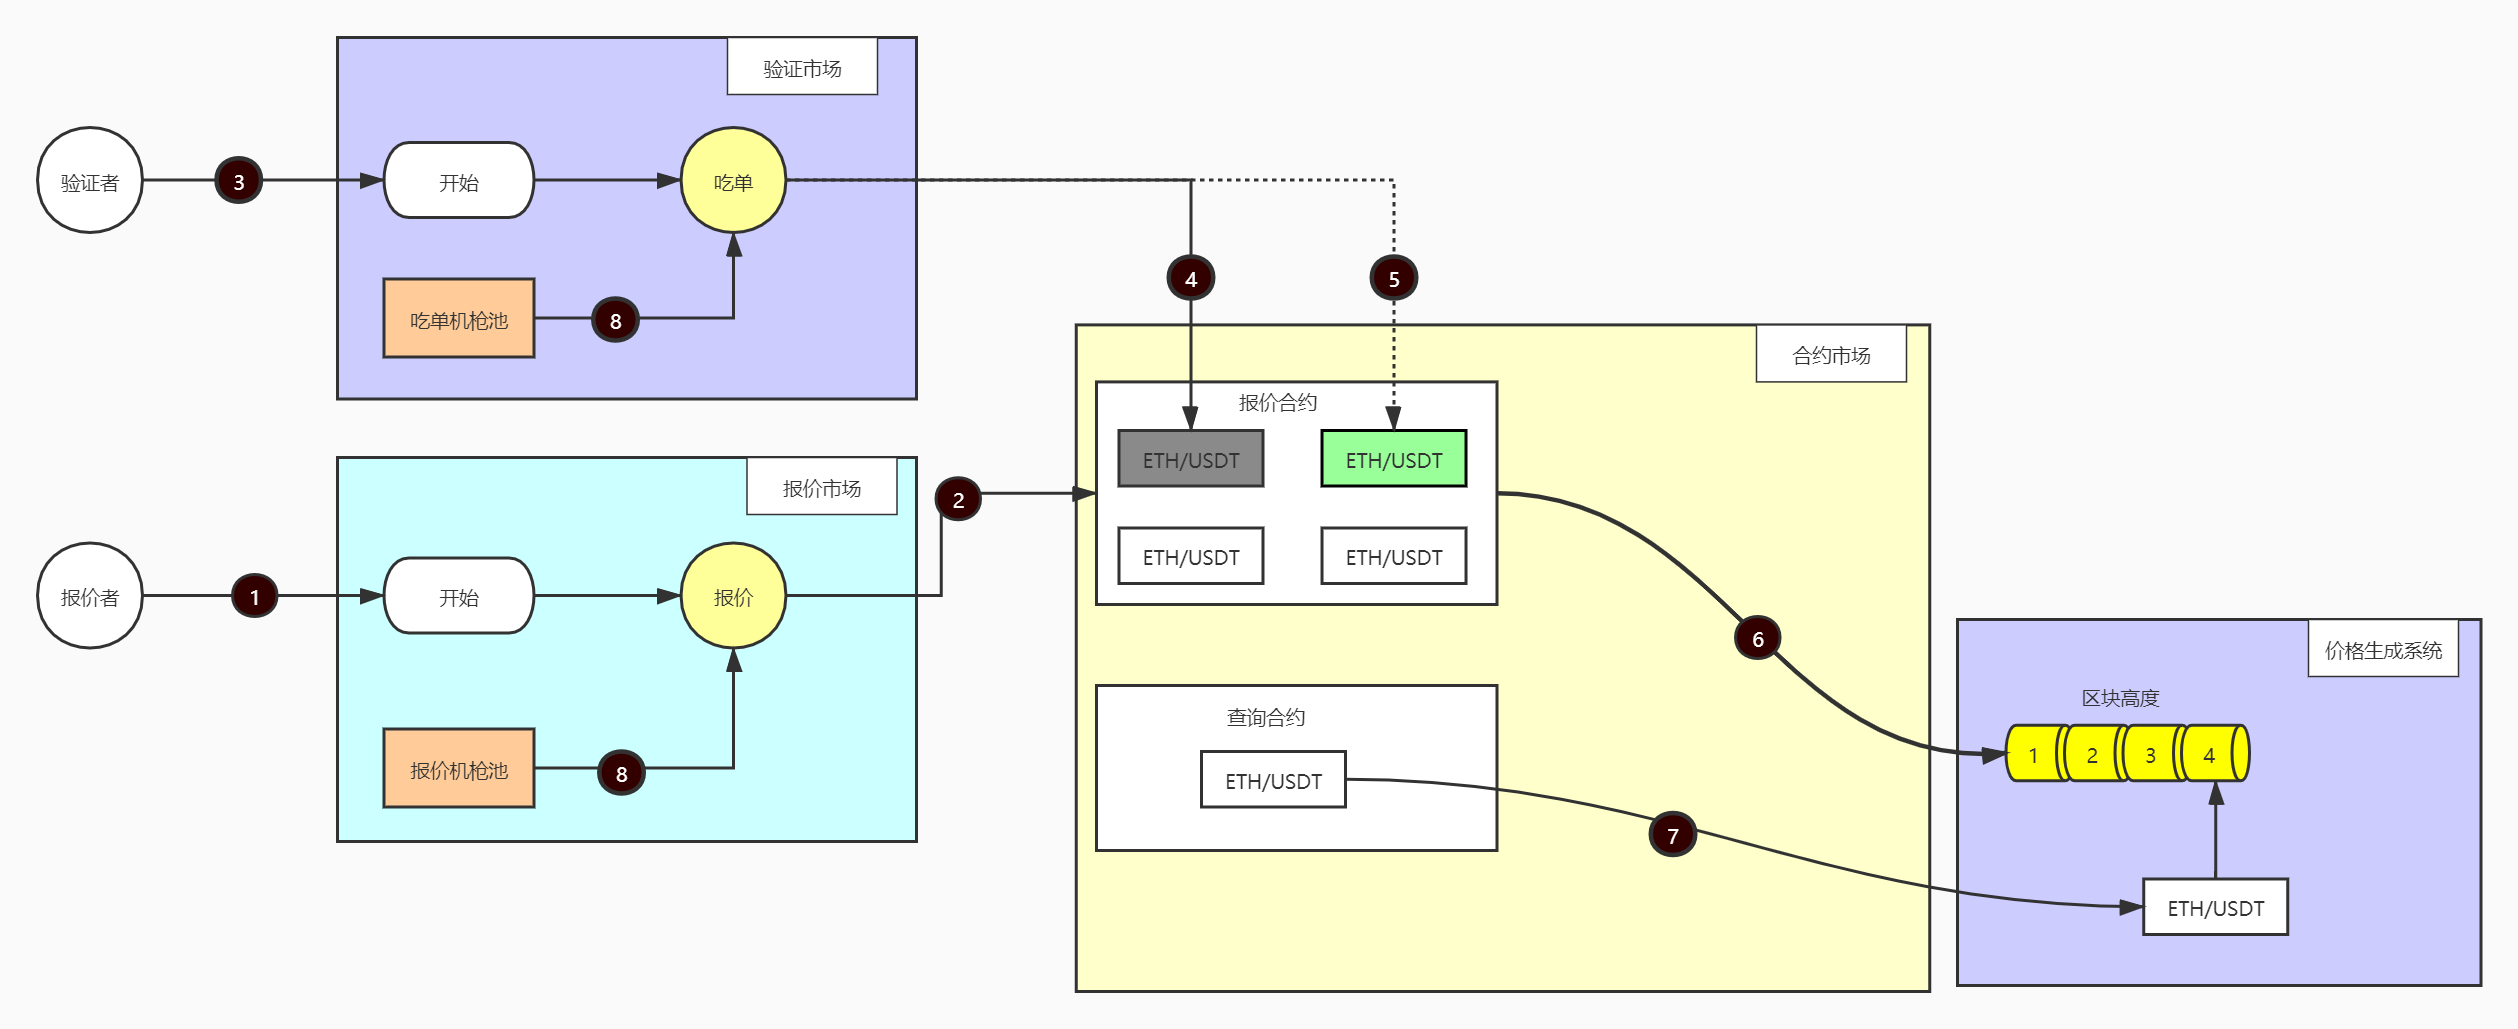 验证市场
验证者
3
开始
吃单
吃单机枪池
8
4
5
合约市场
报价合约
ETH/USDT
ETH/USDT
ETH/USDT
ETH/USDT
报价市场
2
报价者
1
开始
报价
报价机枪池
8
6
查询合约
ETH/USDT
7
价格生成系统
区块高度
1
2
3
4
ETH/USDT